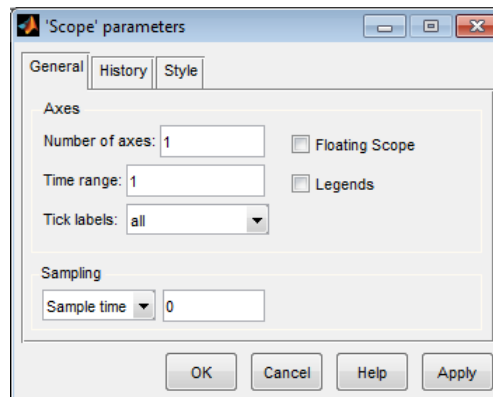 'Scope' parameters
General History Style
Axes
Number of axes: 1 Floating Scope
Time range: 1 Legends
Tick labels: all
Sampling
Sample time 0
OK Cancel Help Apply